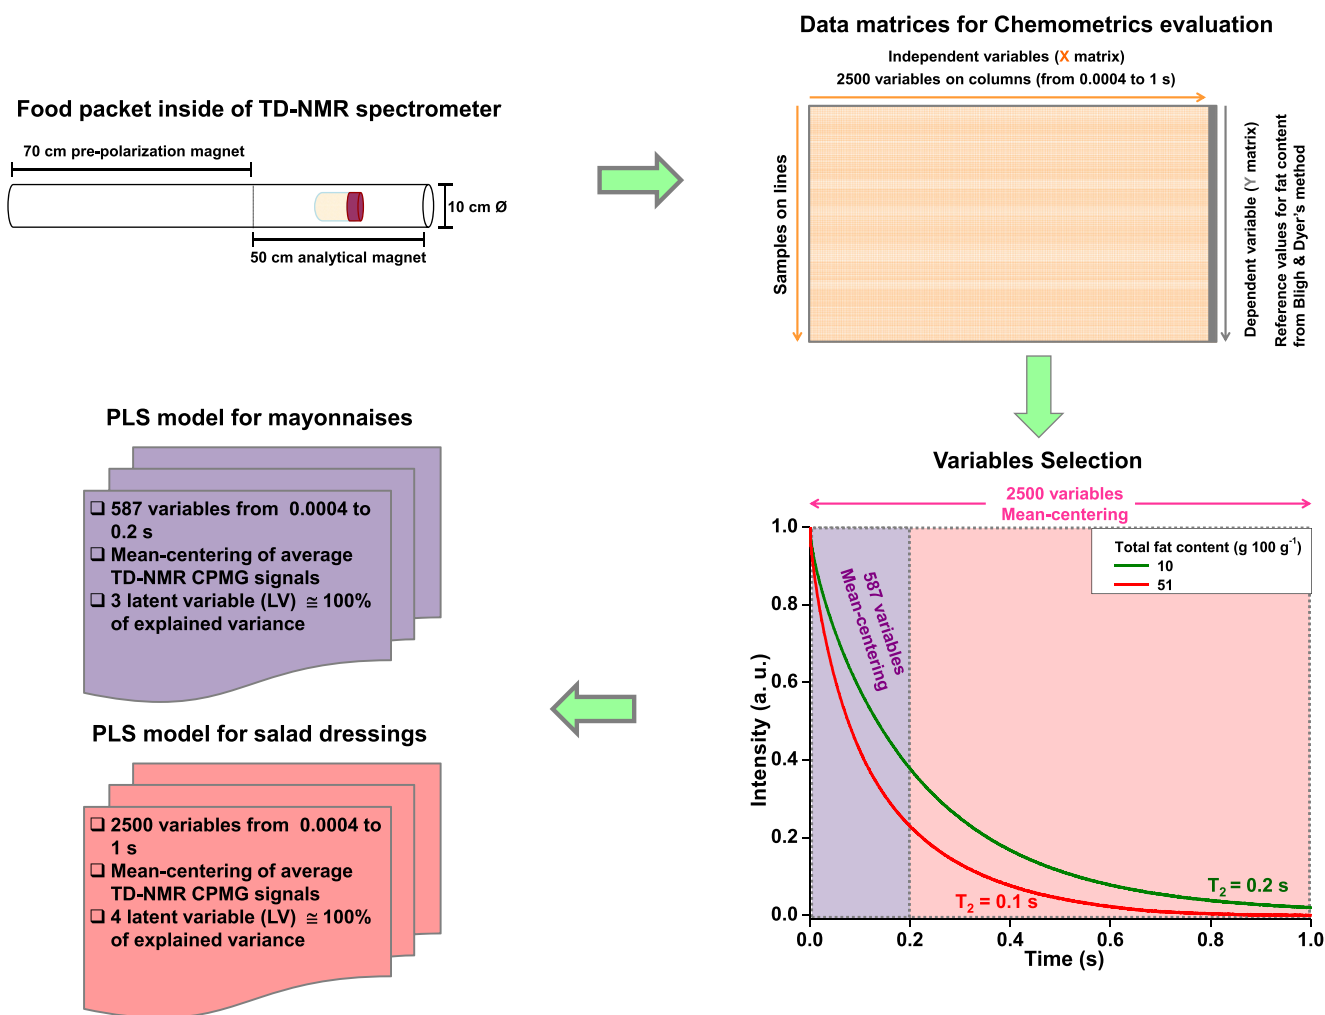 Food packet inside of TD-NMR spectrometer
70 cm pre-polarization magnet
10 cm Ø
50 cm analytical magnet
Data matrices for Chemometrics evaluation
Independent variables (X matrix)
2500 variables on columns (from 0.0004 to 1 s)
Samples on lines
Dependent variable (Y matrix)
Reference values for fat content
from Bligh & Dyer's method
Variables Selection
2500 variables
Mean-centering
587 variables
Mean-centering
Total fat content (g 100 g⁻¹)
10
51
Intensity (a. u.)
1.0
0.8
0.6
0.4
0.2
0.0
T₂ = 0.2 s
T₂ = 0.1 s
0.0 0.2 0.4 0.6 0.8 1.0
Time (s)
PLS model for mayonnaises
❑ 587 variables from 0.0004 to
0.2 s
❑ Mean-centering of average
TD-NMR CPMG signals
❑ 3 latent variable (LV) ≅ 100%
of explained variance
PLS model for salad dressings
❑ 2500 variables from 0.0004 to
1 s
❑ Mean-centering of average
TD-NMR CPMG signals
❑ 4 latent variable (LV) ≅ 100%
of explained variance